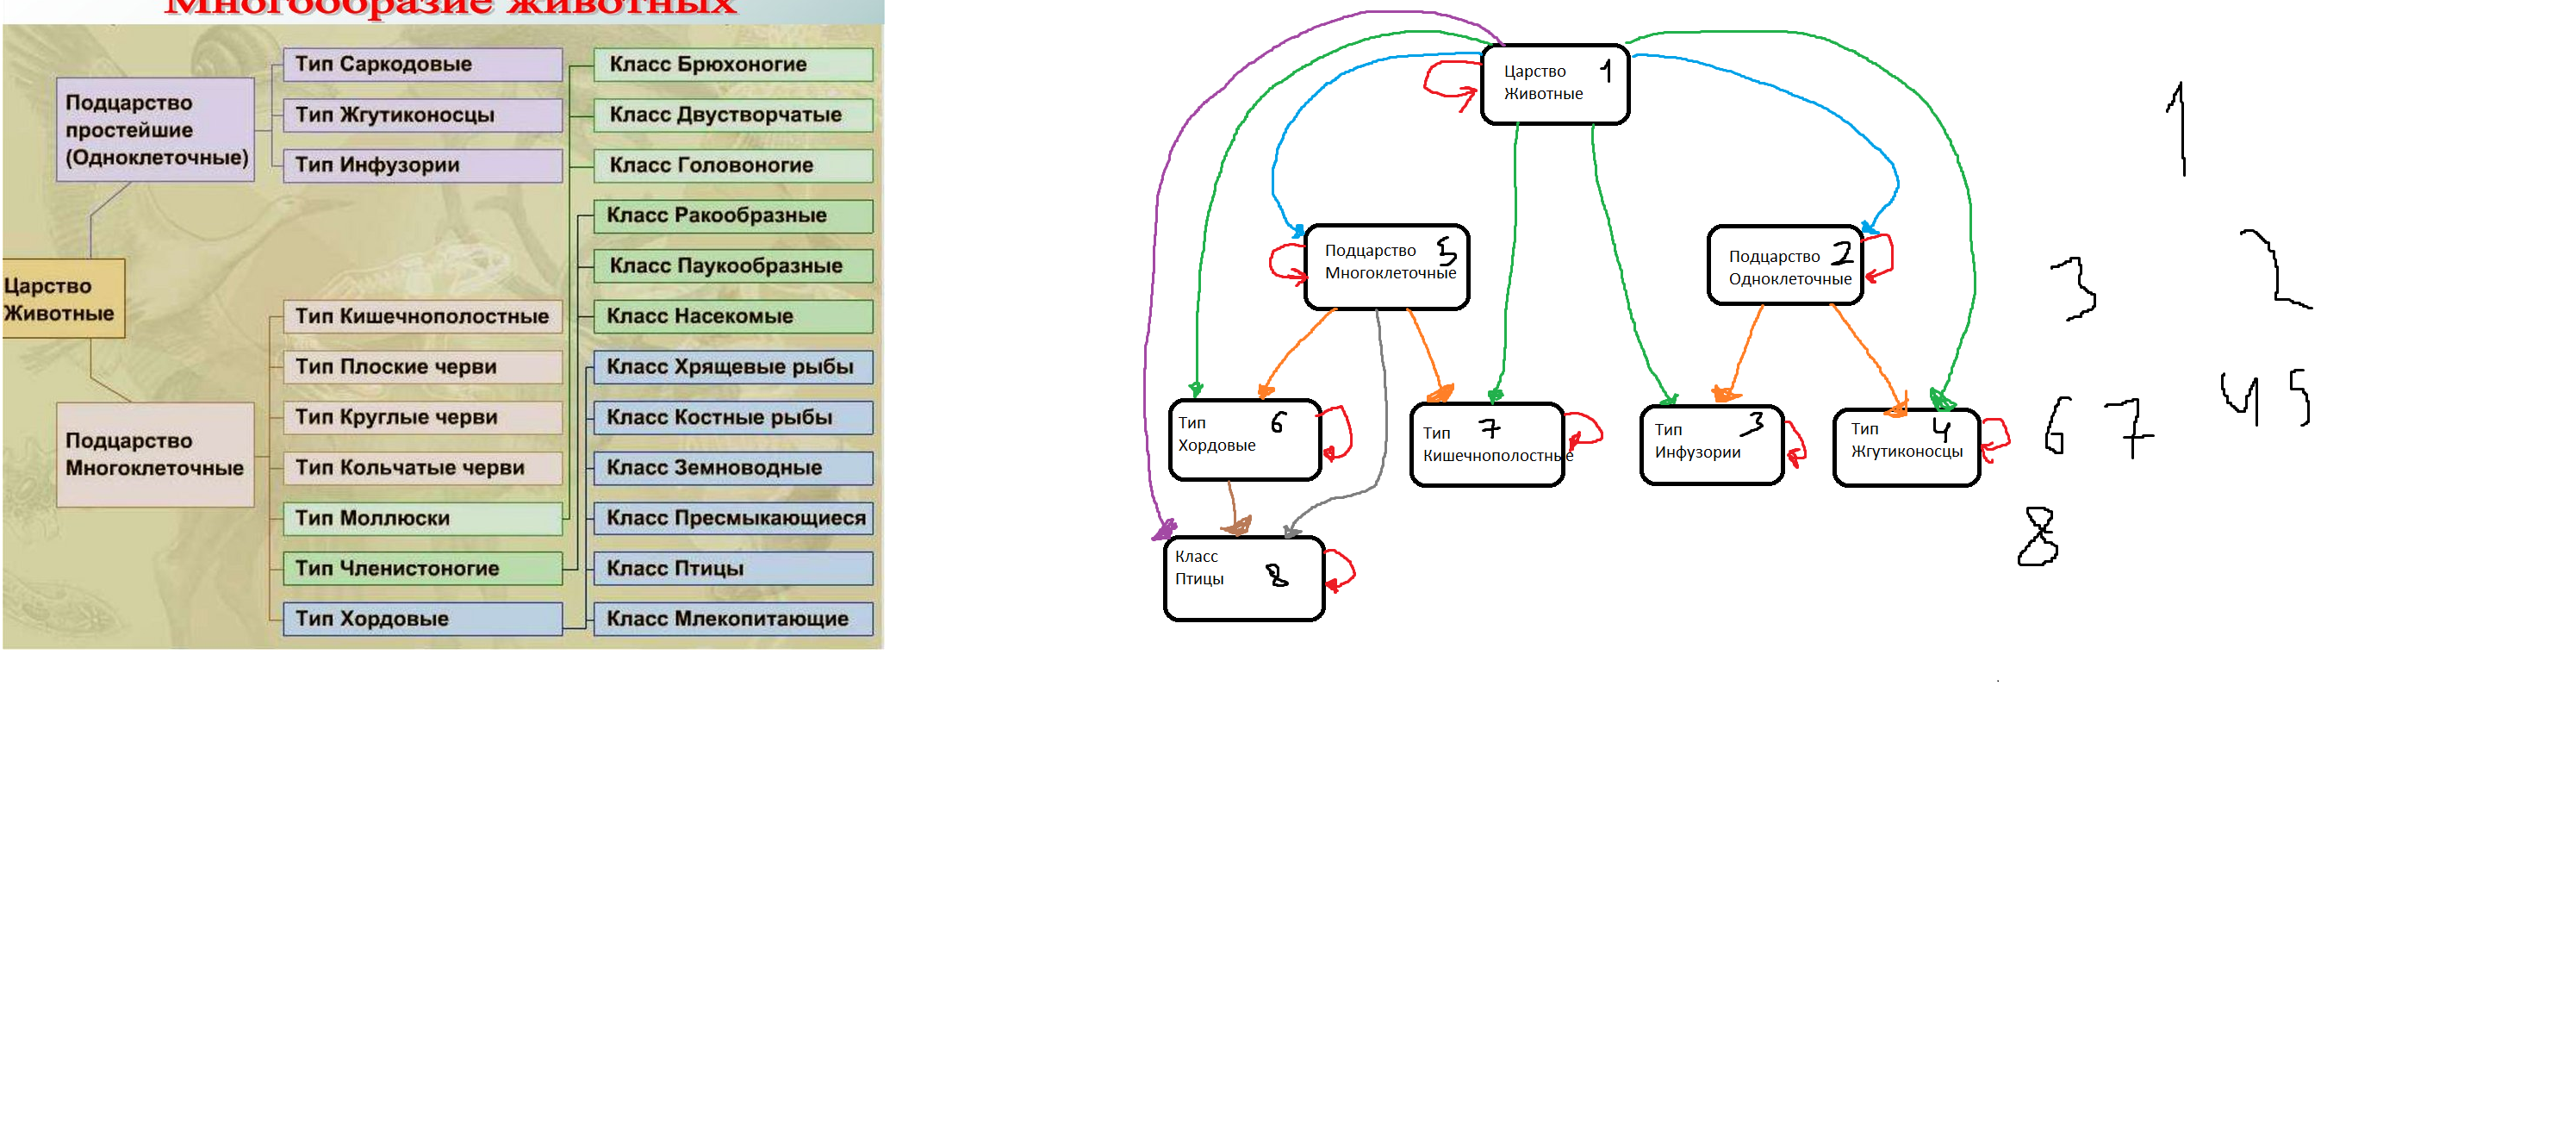 Многообразие животных
Подцарство
простейшие
(Одноклеточные)
Царство
Животные
Подцарство
Многоклеточные
Тип Саркодовые
Тип Жгутиконосцы
Тип Инфузории
Тип Кишечнополостные
Тип Плоские черви
Тип Круглые черви
Тип Кольчатые черви
Тип Моллюски
Тип Членистоногие
Тип Хордовые
Класс Брюхоногие
Класс Двустворчатые
Класс Головоногие
Класс Ракообразные
Класс Паукообразные
Класс Насекомые
Класс Хрящевые рыбы
Класс Костные рыбы
Класс Земноводные
Класс Пресмыкающиеся
Класс Птицы
Класс Млекопитающие
Царство 1
Животные
Подцарство 5
Многоклеточные
Подцарство 2
Одноклеточные
Тип 6
Хордовые
Тип 7
Кишечнополостные
Тип 3
Инфузории
Тип 4
Жгутиконосцы
Класс
Птицы 8
1
3 2
6 7 4 5
8